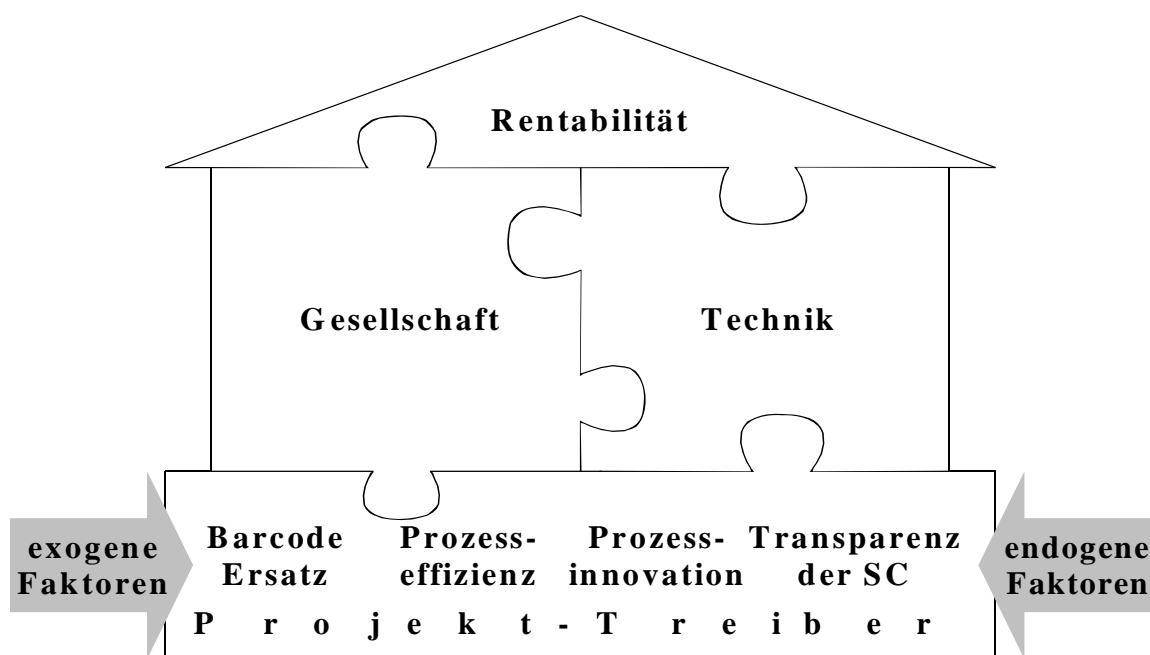 Rentabilität
Gesellschaft
Technik
exogene
Faktoren
Barcode
Ersatz
Prozess-
effizienz
Prozess-
innovation
Transparenz
der SC
endogene
Faktoren
Projekt-Treiber